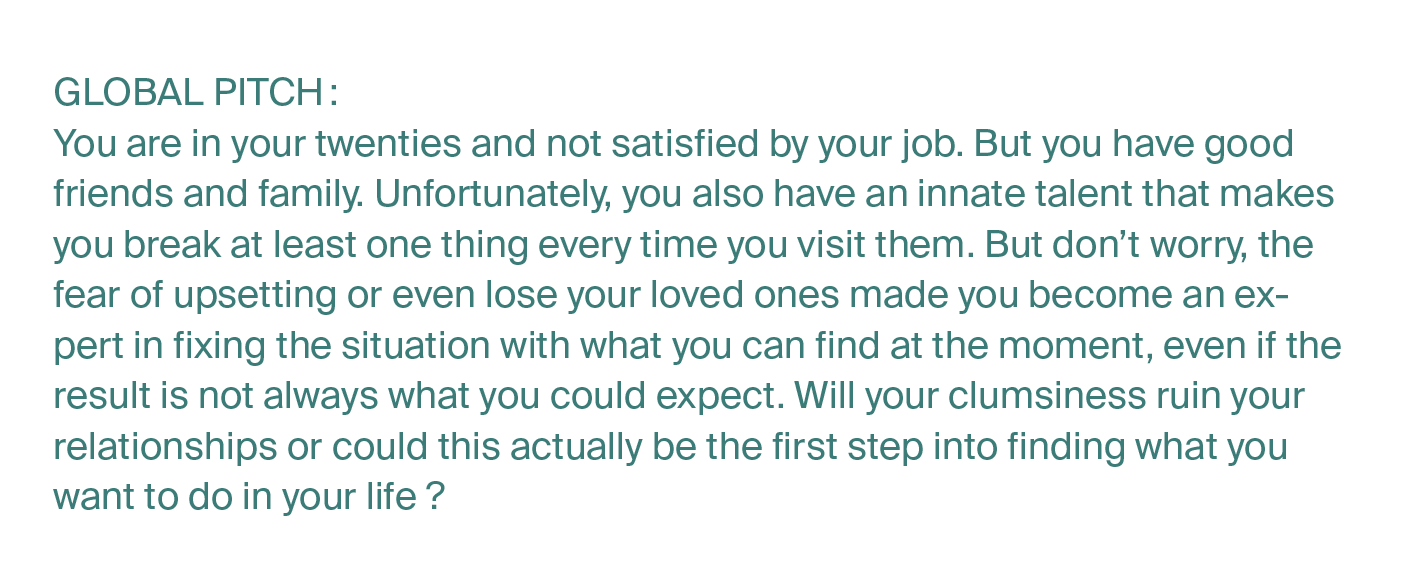 GLOBAL PITCH :
You are in your twenties and not satisfied by your job. But you have good
friends and family. Unfortunately, you also have an innate talent that makes
you break at least one thing every time you visit them. But don’t worry, the
fear of upsetting or even lose your loved ones made you become an ex-
pert in fixing the situation with what you can find at the moment, even if the
result is not always what you could expect. Will your clumsiness ruin your
relationships or could this actually be the first step into finding what you
want to do in your life ?